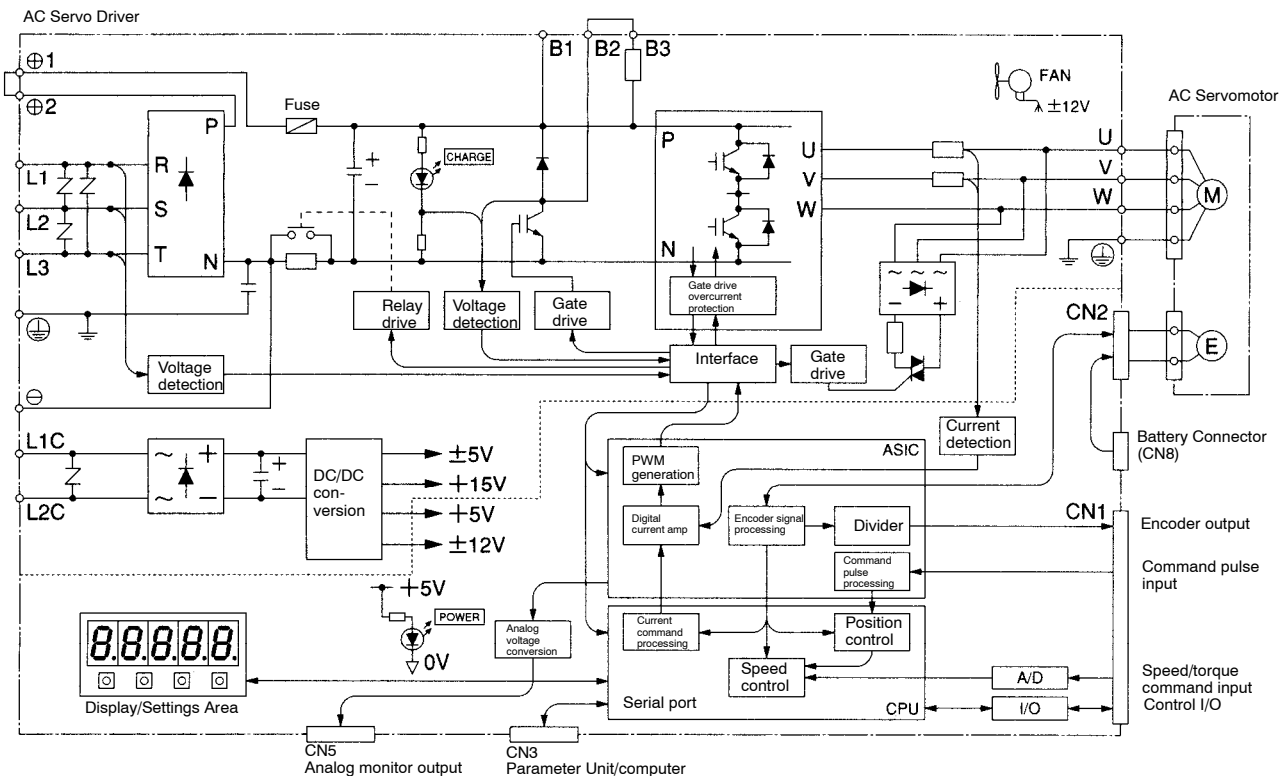 AC Servo Driver
⊕1
⊕2
B1
B2
B3
FAN
±12V
AC Servomotor
Fuse
P
R
S
T
N
L1
L2
L3
+
−
CHARGE
P
N
U
V
W
U
V
W
M
Gate drive
overcurrent
protection
~ ~ ~
− +
Relay
drive
Voltage
detection
Gate
drive
Interface
Gate
drive
CN2
E
Voltage
detection
⊖
L1C
L2C
~
~
+
−
+
−
DC/DC
con-
version
±5V
+15V
+5V
±12V
Current
detection
Battery Connector
(CN8)
ASIC
PWM
generation
Digital
current amp
Encoder signal
processing
Divider
CN1
Encoder output
Command
pulse
processing
Command pulse
input
+5V
POWER
0V
Analog
voltage
conversion
Current
command
processing
Position
control
Speed
control
Serial port
CPU
A/D
I/O
Speed/torque
command input
Control I/O
8.8.8.8.8.
Display/Settings Area
CN5
Analog monitor output
CN3
Parameter Unit/computer